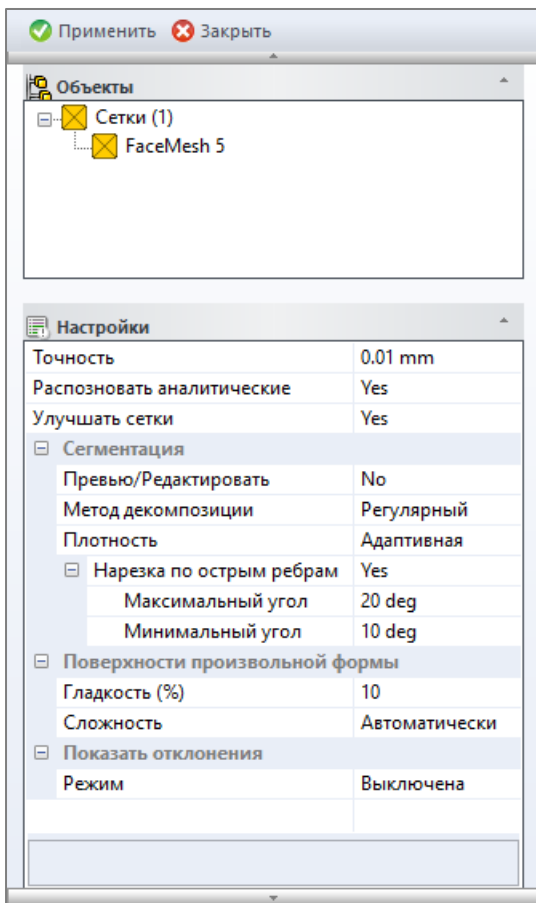 Применить Закрыть
Объекты
Сетки (1)
FaceMesh 5
Настройки
Точность 0.01 mm
Распозновать аналитические Yes
Улучшать сетки Yes
Сегментация
Превью/Редактировать No
Метод декомпозиции Регулярный
Плотность Адаптивная
Нарезка по острым ребрам Yes
Максимальный угол 20 deg
Минимальный угол 10 deg
Поверхности произвольной формы
Гладкость (%) 10
Сложность Автоматически
Показать отклонения
Режим Выключена